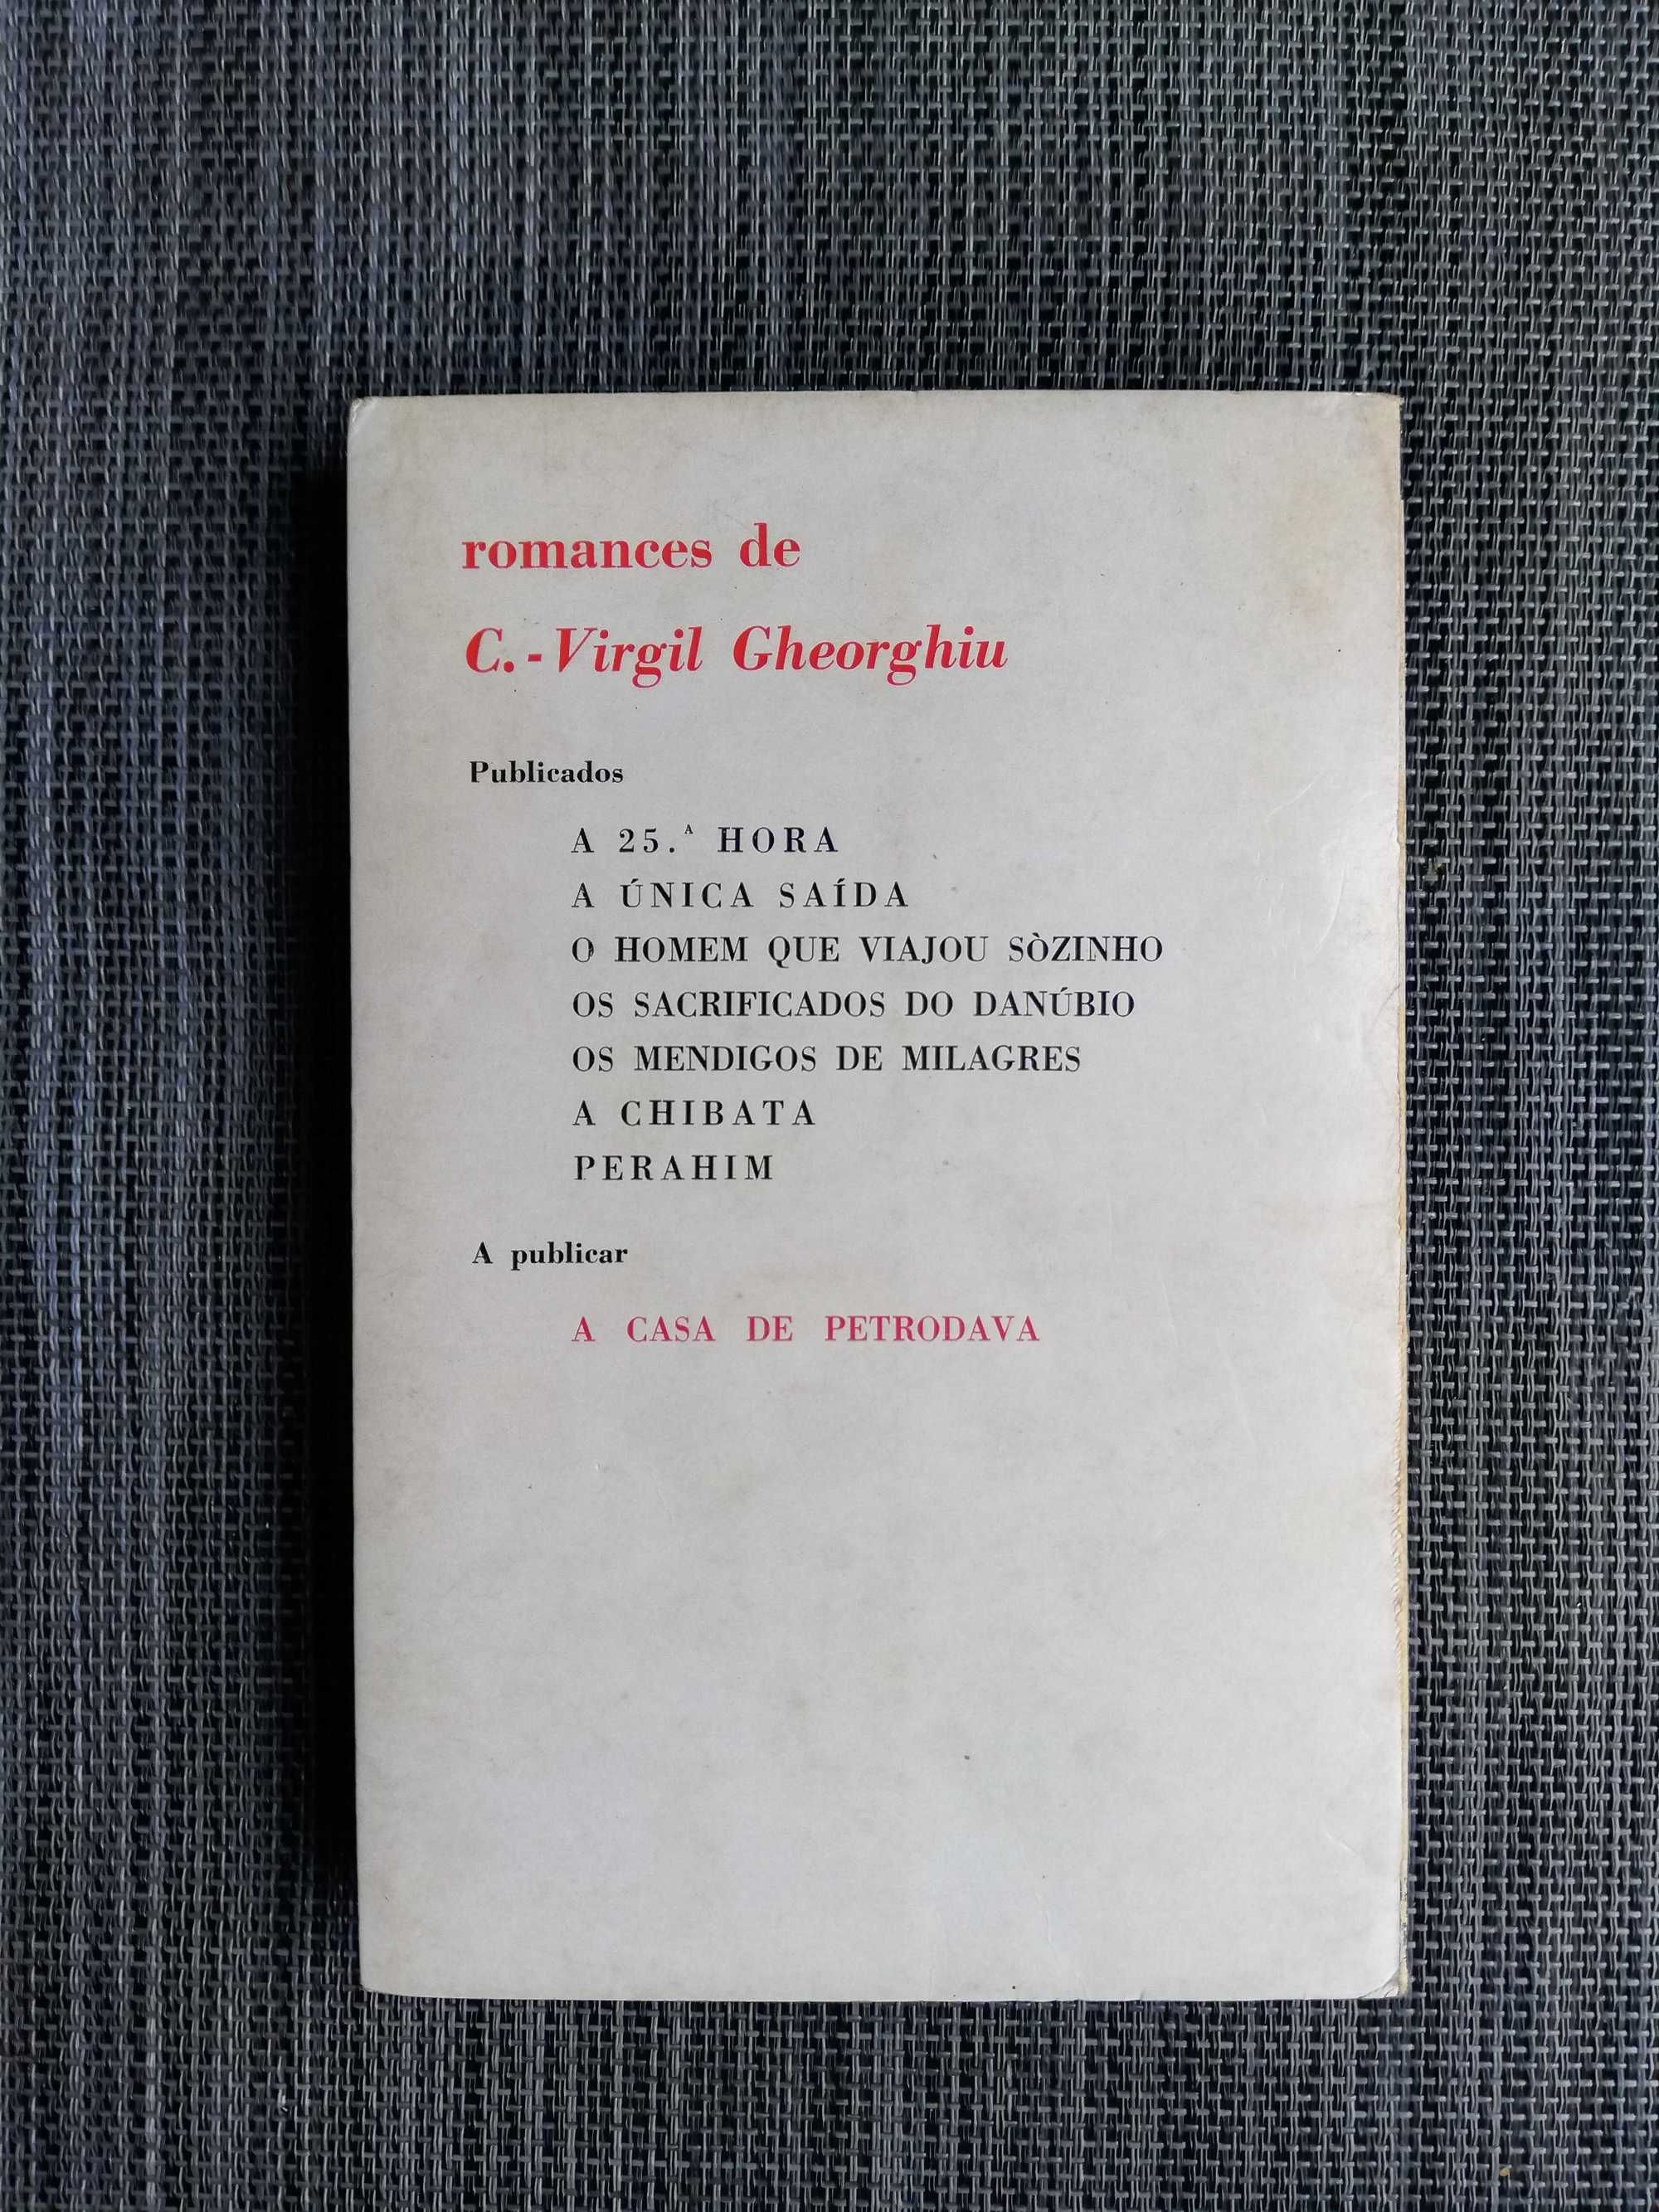 romances de
C.-Virgil Gheorghiu
Publicados
A 25.ᴬ HORA
A ÚNICA SAÍDA
O HOMEM QUE VIAJOU SÒZINHO
OS SACRIFICADOS DO DANÚBIO
OS MENDIGOS DE MILAGRES
A CHIBATA
PERAHIM
A publicar
A CASA DE PETRODAVA